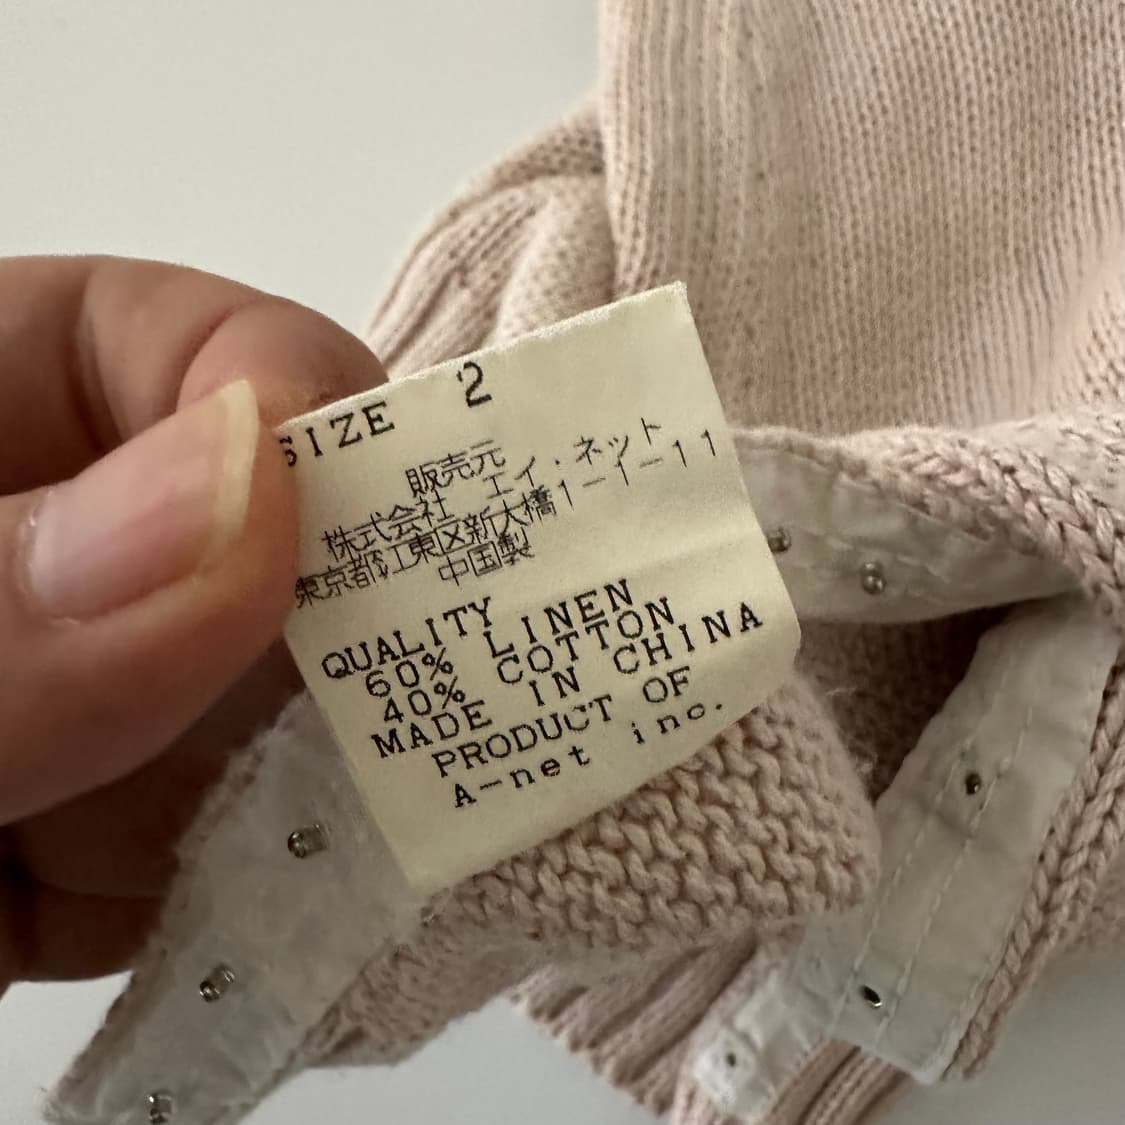 SIZE 2
販売元
株式会社 エイ・ネット
東京都江東区新大橋1-1-11
中国製
QUALITY
60% LINEN
40% COTTON
MADE IN CHINA
PRODUCT OF
A-net inc.